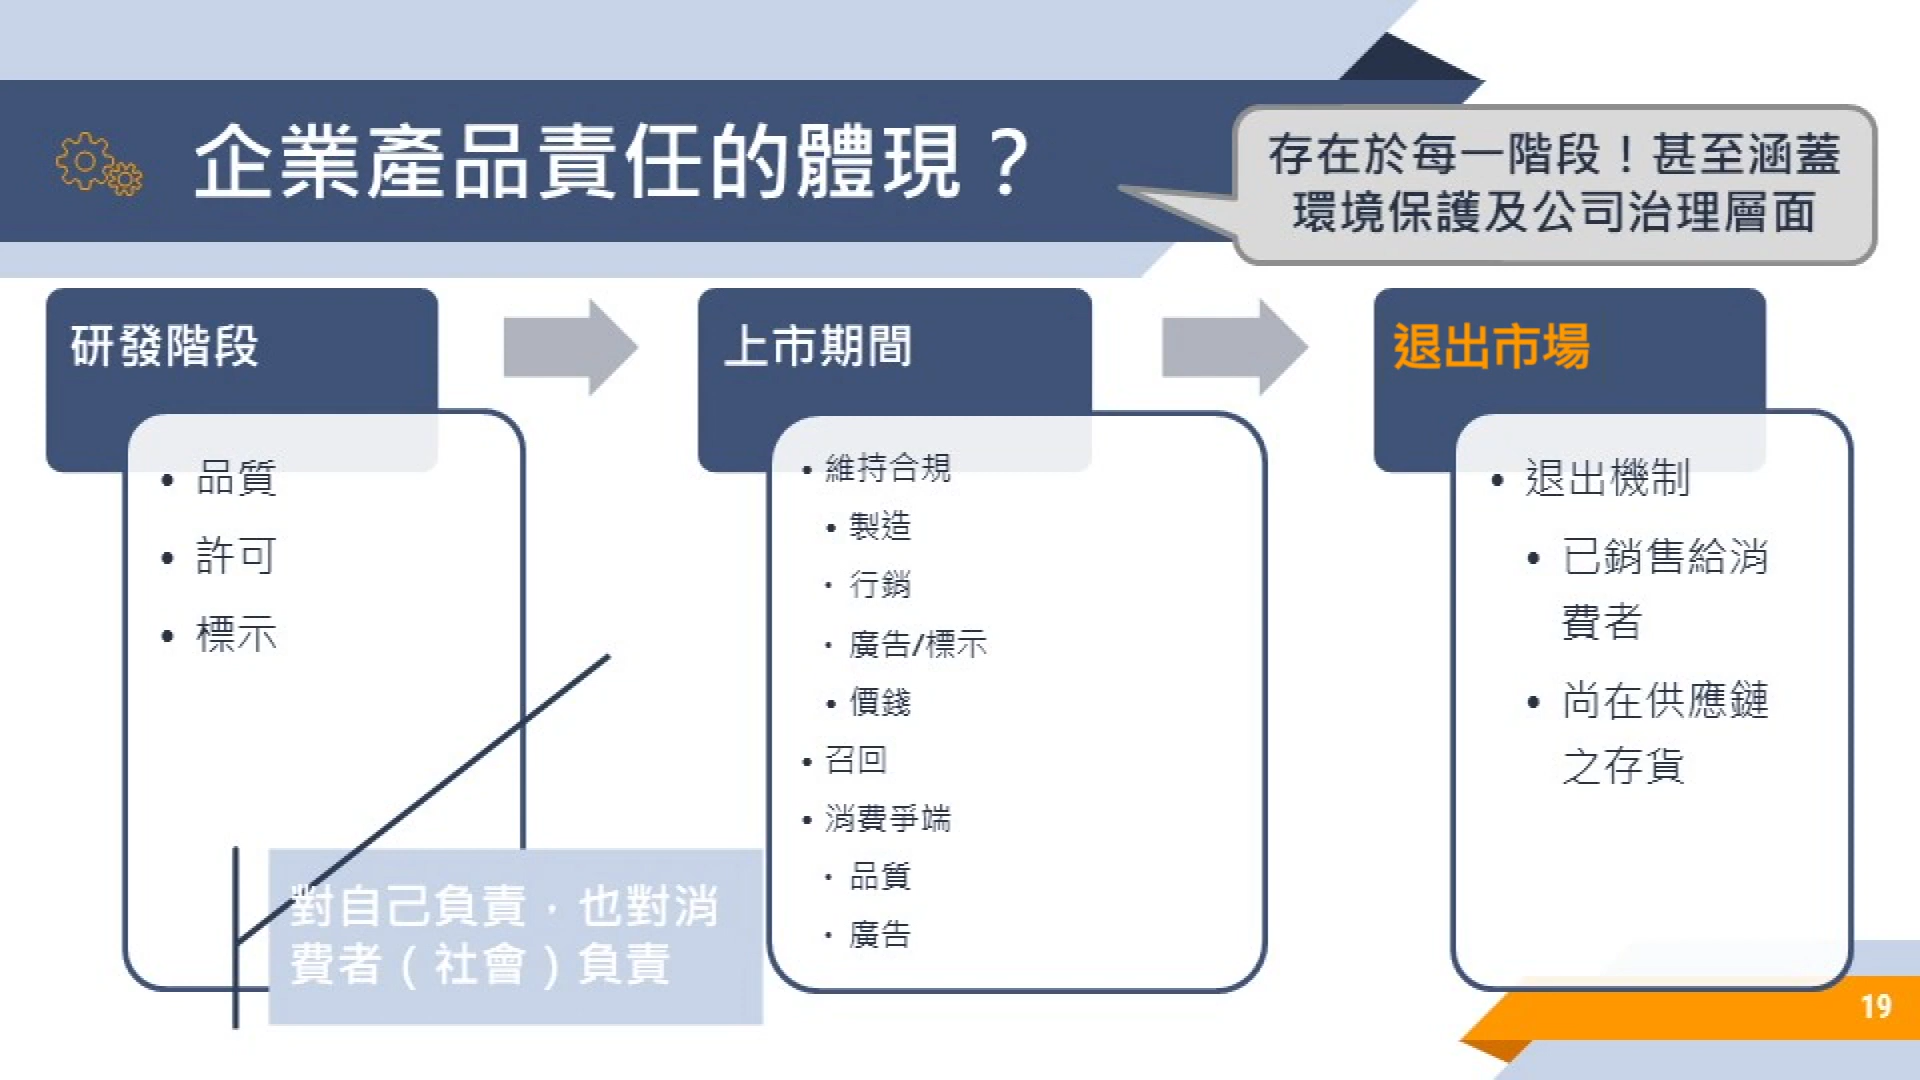 企業產品責任的體現？
存在於每一階段！甚至涵蓋
環境保護及公司治理層面
研發階段
• 品質
• 許可
• 標示
對自己負責，也對消
費者（社會）負責
上市期間
• 維持合規
• 製造
• 行銷
• 廣告/標示
• 價錢
• 召回
• 消費爭端
• 品質
• 廣告
退出市場
• 退出機制
• 已銷售給消
費者
• 尚在供應鏈
之存貨
19